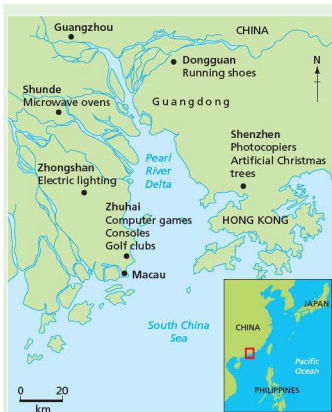 Guangzhou
CHINA
Dongguan
Running shoes
N
Shunde
Microwave ovens
Guangdong
Shenzhen
Photocopiers
Artificial Christmas
trees
Pearl
River
Delta
Zhongshan
Electric lighting
Zhuhai
Computer games
Consoles
Golf clubs
HONG KONG
Macau
South China
Sea
JAPAN
CHINA
Pacific
Ocean
PHILIPPINES
0 20
km